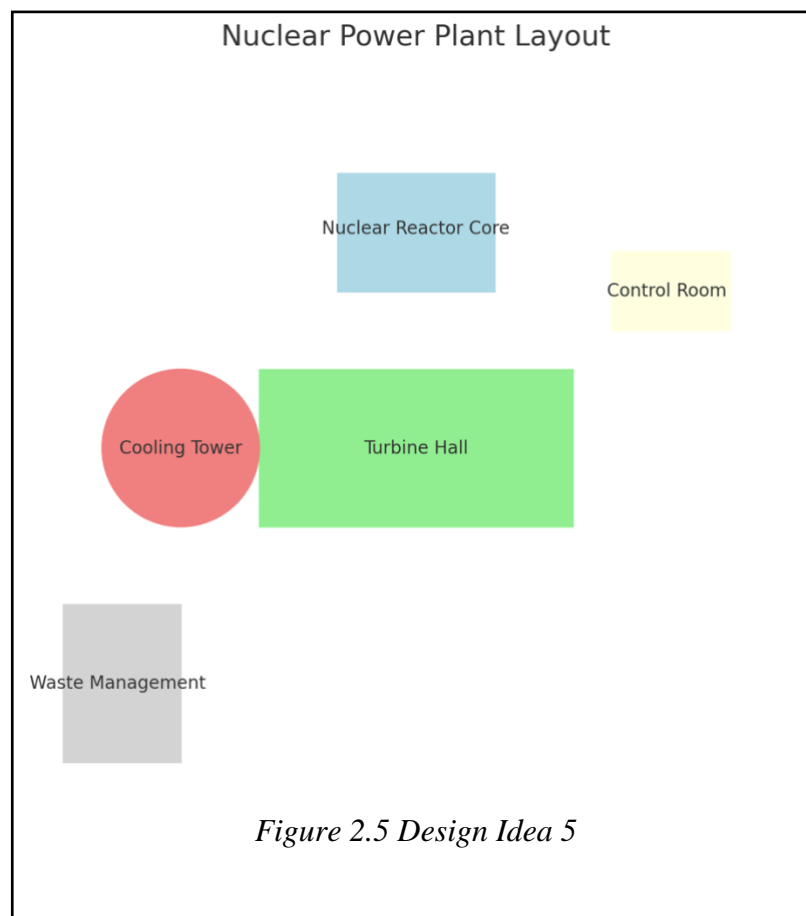 Nuclear Power Plant Layout
Nuclear Reactor Core
Control Room
Cooling Tower
Turbine Hall
Waste Management
Figure 2.5 Design Idea 5